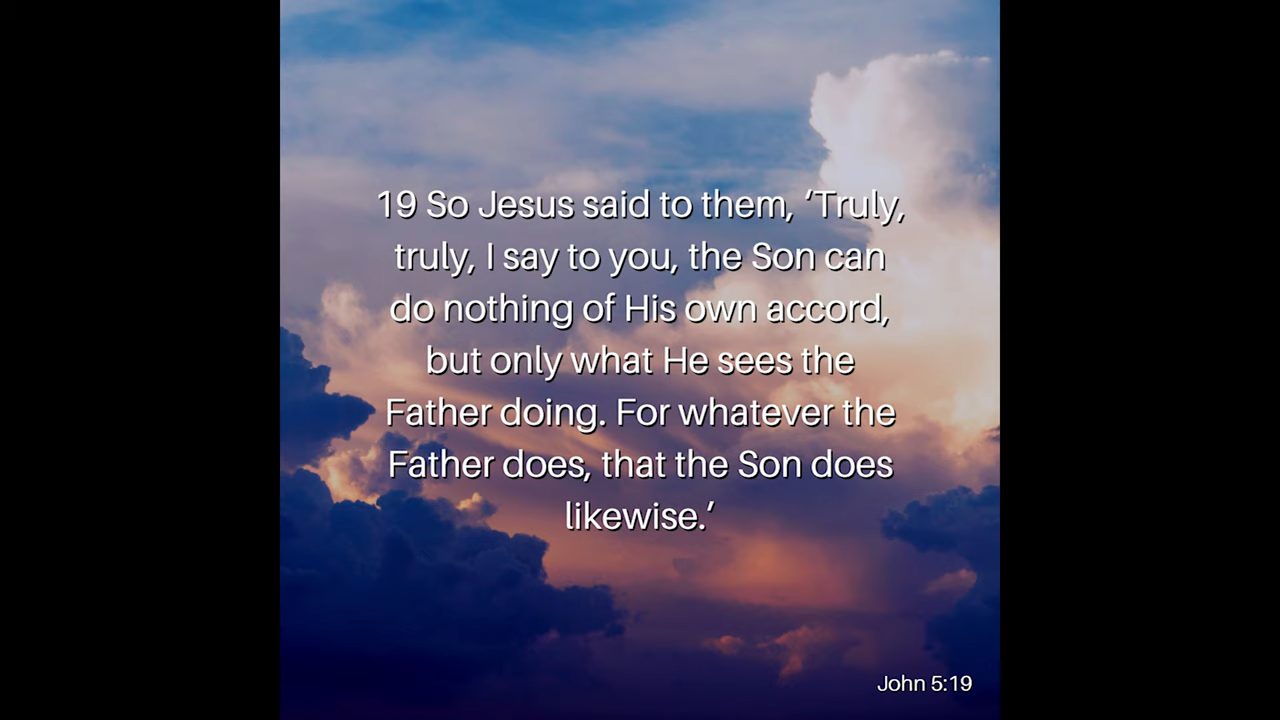 19 So Jesus said to them, ‘Truly,
truly, I say to you, the Son can
do nothing of His own accord,
but only what He sees the
Father doing. For whatever the
Father does, that the Son does
likewise.’
John 5:19